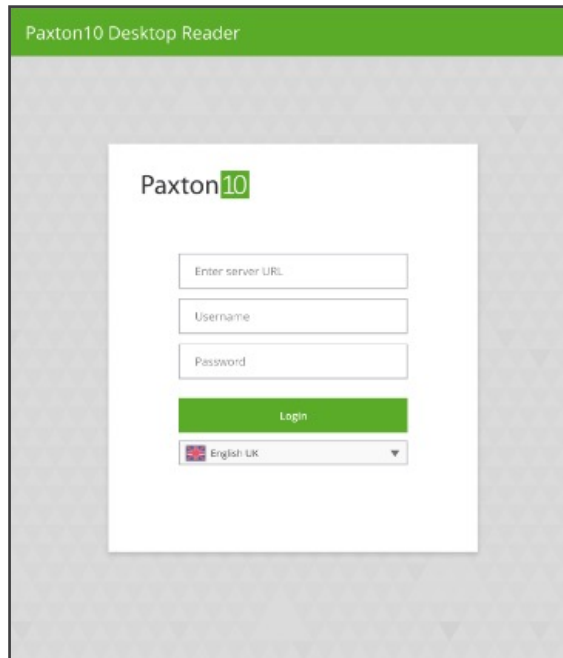 Paxton10 Desktop Reader
Paxton10
Enter server URL
Username
Password
Login
English UK